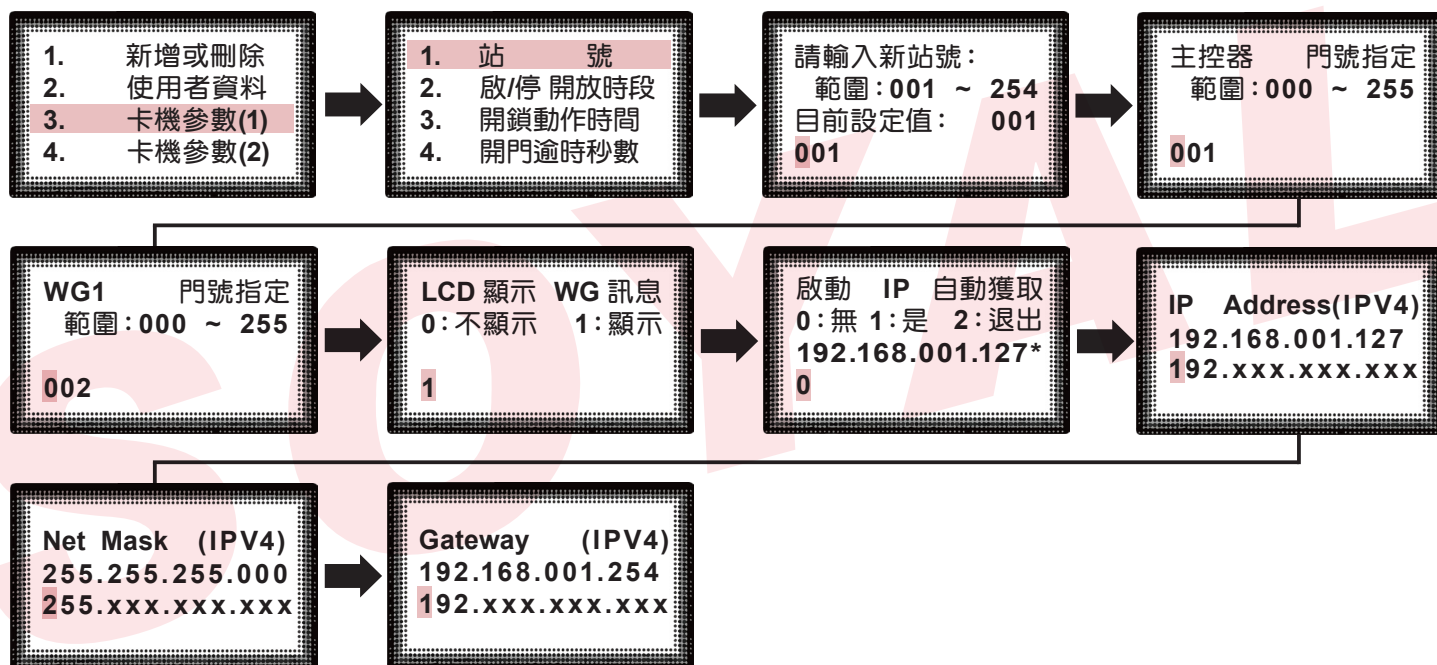 1. 新增或刪除
2. 使用者資料
3. 卡機參數(1)
4. 卡機參數(2)
1. 站 號
2. 啟/停 開放時段
3. 開鎖動作時間
4. 開門逾時秒數
請輸入新站號：
範圍：001 ~ 254
目前設定值： 001
001
主控器 門號指定
範圍：000 ~ 255
001
WG1 門號指定
範圍：000 ~ 255
002
LCD 顯示 WG 訊息
0：不顯示 1：顯示
1
啟動 IP 自動獲取
0：無 1：是 2：退出
192.168.001.127*
0
IP Address(IPV4)
192.168.001.127
192.xxx.xxx.xxx
Net Mask (IPV4)
255.255.255.000
255.xxx.xxx.xxx
Gateway (IPV4)
192.168.001.254
192.xxx.xxx.xxx
SOYAL